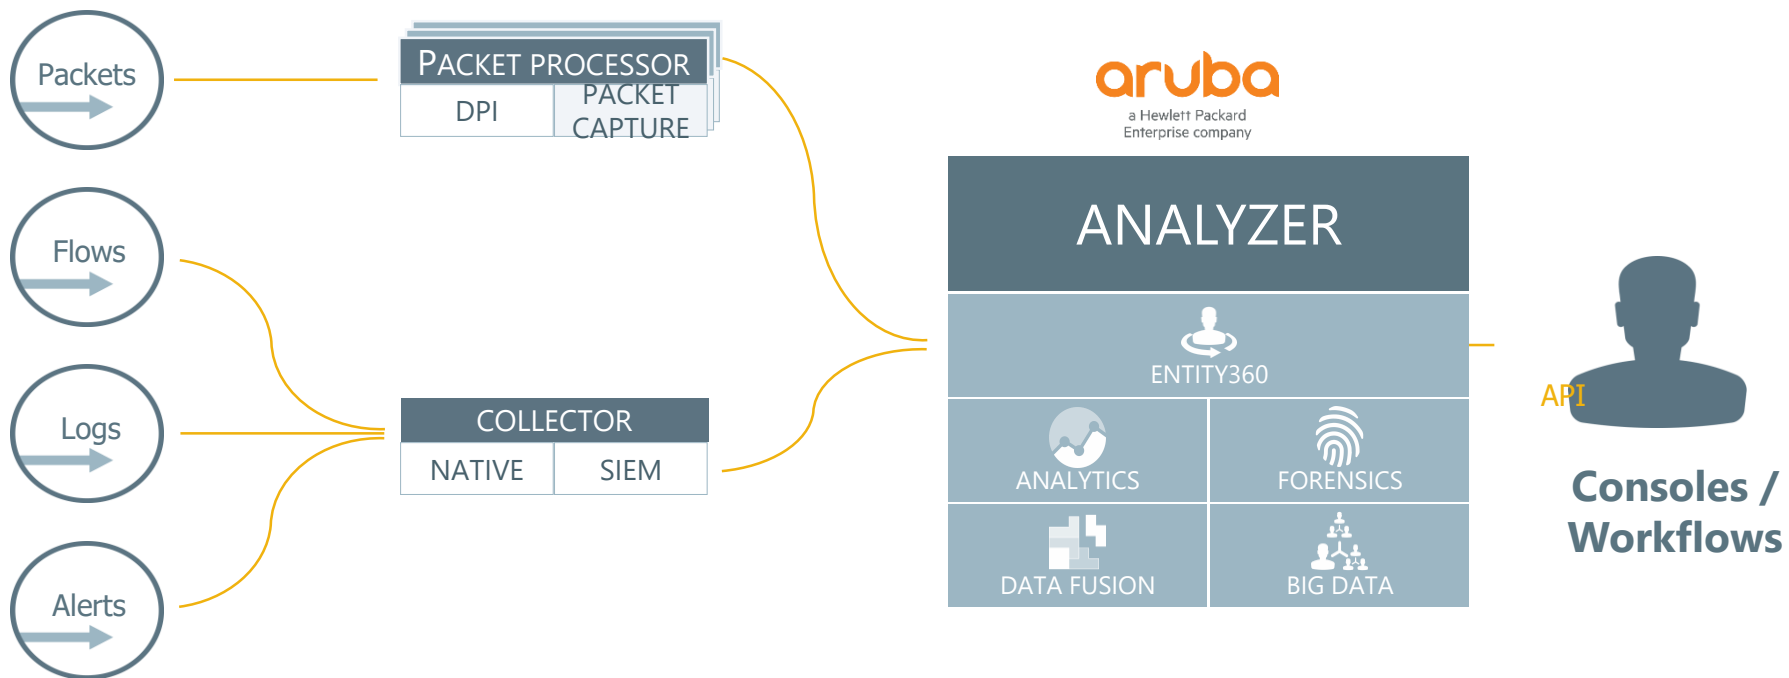 Packets
Flows
Logs
Alerts
PACKET PROCESSOR
DPI
PACKET
CAPTURE
COLLECTOR
NATIVE
SIEM
aruba
a Hewlett Packard
Enterprise company
ANALYZER
ENTITY360
ANALYTICS
FORENSICS
DATA FUSION
BIG DATA
API
Consoles /
Workflows